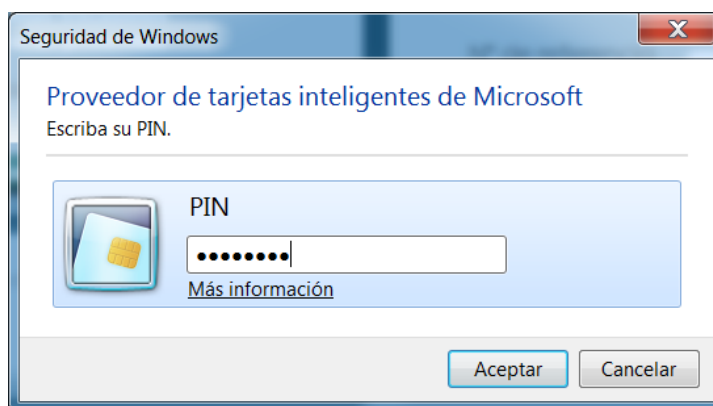 Seguridad de Windows
Proveedor de tarjetas inteligentes de Microsoft
Escriba su PIN.
PIN
●●●●●●●●
Más información
Aceptar
Cancelar